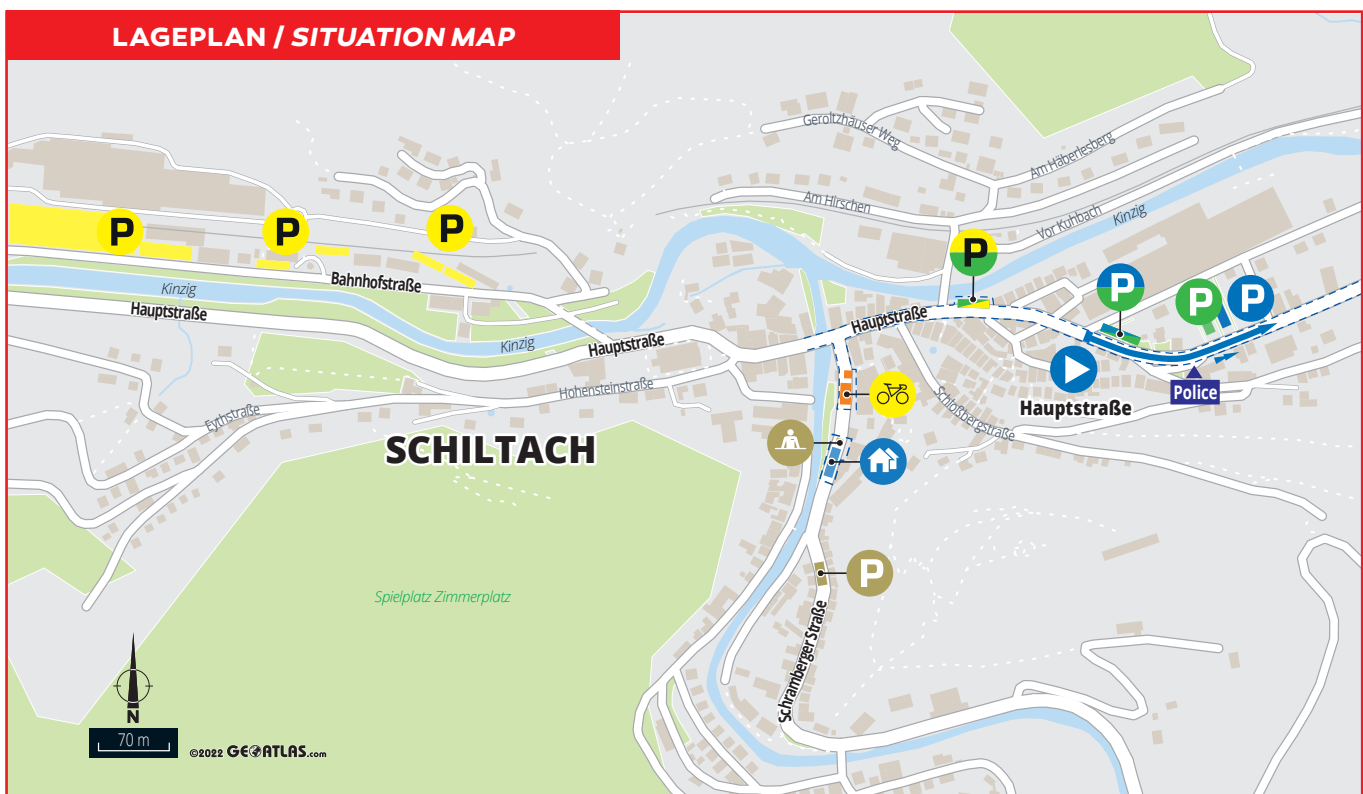 LAGEPLAN / SITUATION MAP
Geroltzhäuser Weg
Am Häberlesberg
Am Hirschen
Vor Kuhbach
Kinzig
P
P
P
P
P
P
P
Bahnhofstraße
Kinzig
Hauptstraße
Kinzig
Hauptstraße
Hauptstraße
Hohensteinstraße
Eythstraße
Schloßbergstraße
Hauptstraße
Police
SCHILTACH
P
Spielplatz Zimmerplatz
Schramberger Straße
N
70 m
©2022 GEOATLAS.com